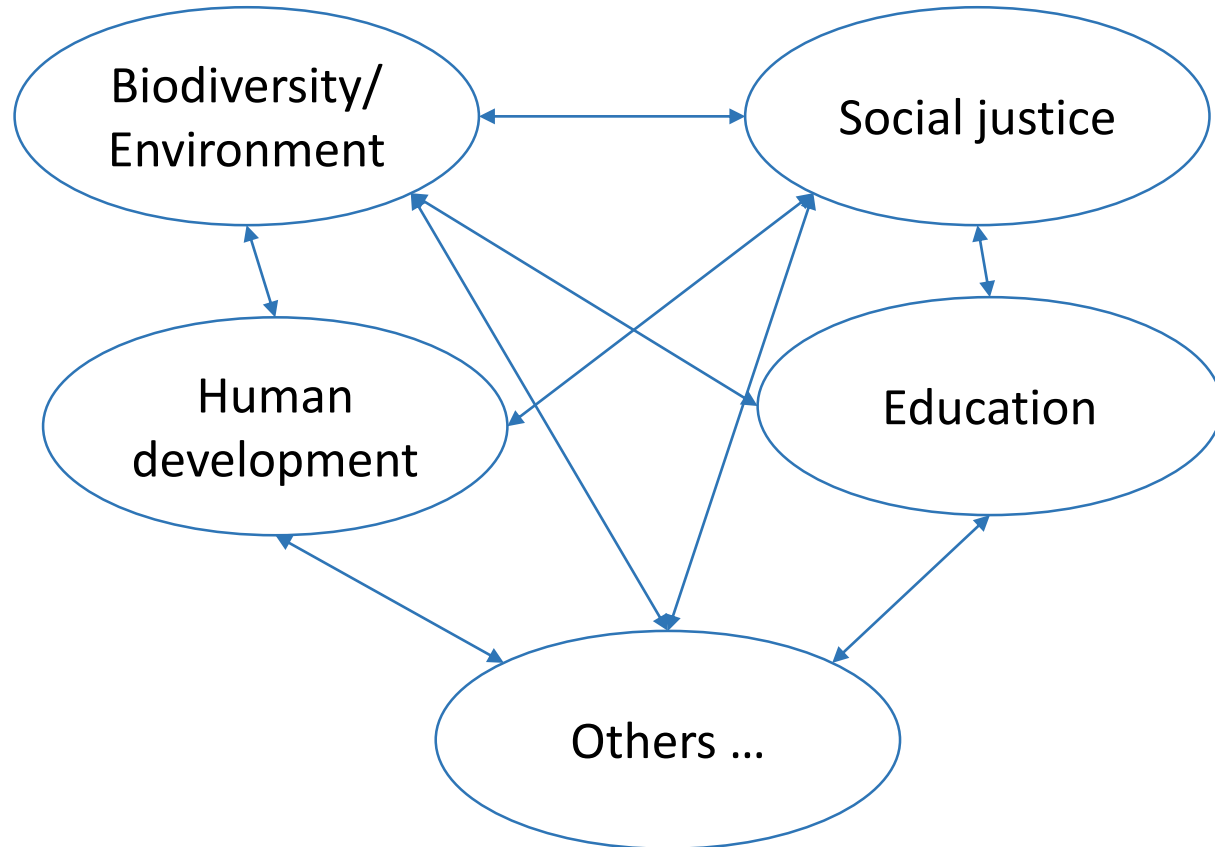 Biodiversity/
Environment
Social justice
Human
development
Education
Others …